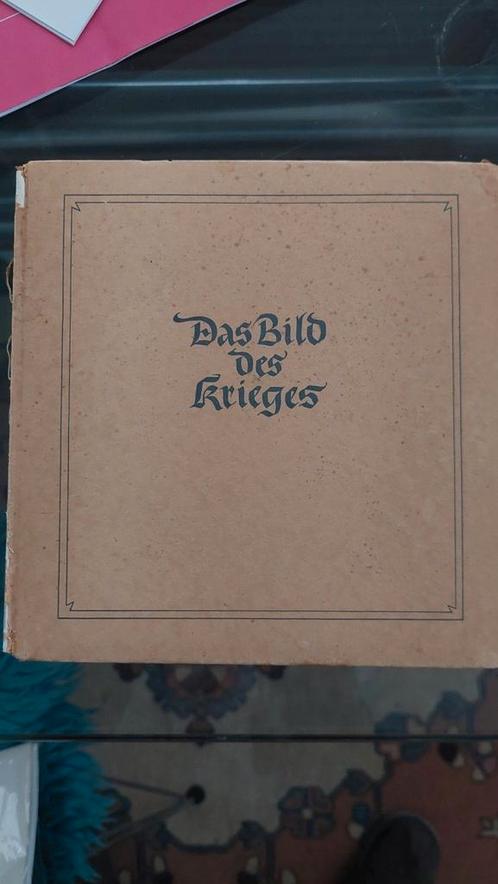 Das Bild
des
Krieges